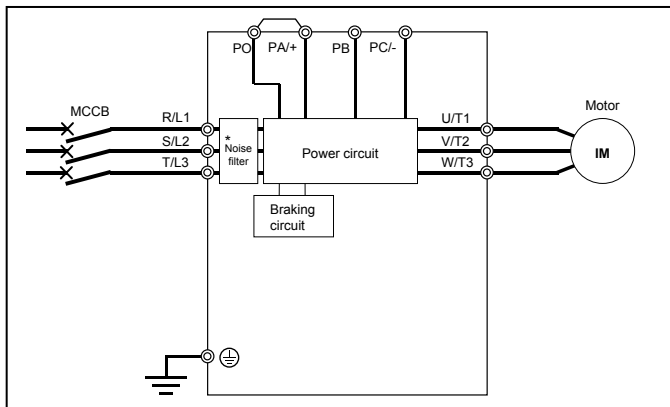 PO PA/+ PB PC/-
MCCB
R/L1
S/L2
T/L3
*
Noise
filter
Power circuit
Braking
circuit
U/T1
V/T2
W/T3
Motor
IM